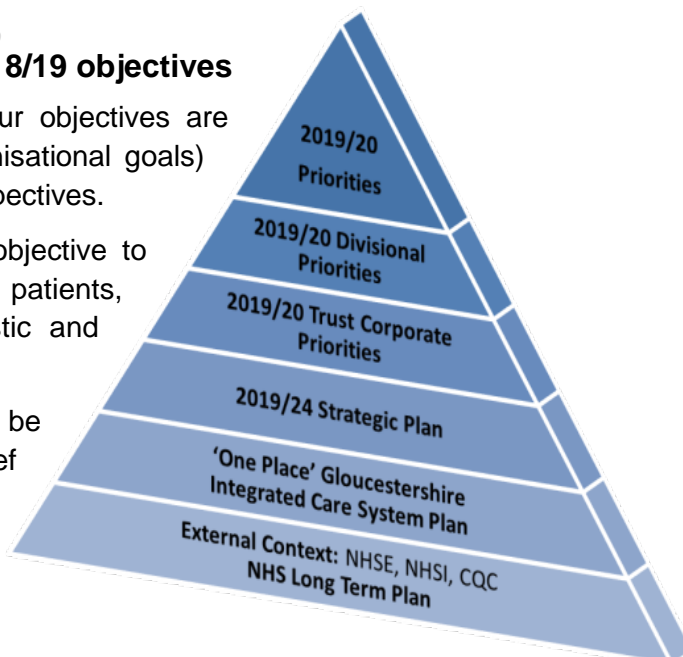 8/19 objectives
ur objectives are
nisational goals)
pectives.
objective to
patients,
stic and
be
ef
2019/20
Priorities
2019/20 Divisional
Priorities
2019/20 Trust Corporate
Priorities
2019/24 Strategic Plan
'One Place' Gloucestershire
Integrated Care System Plan
External Context: NHSE, NHSI, CQC
NHS Long Term Plan